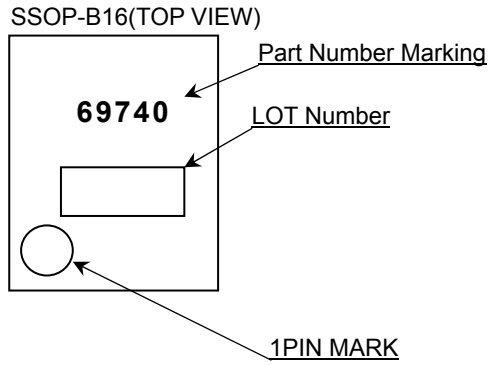 SSOP-B16(TOP VIEW)
Part Number Marking
69740
LOT Number
1PIN MARK